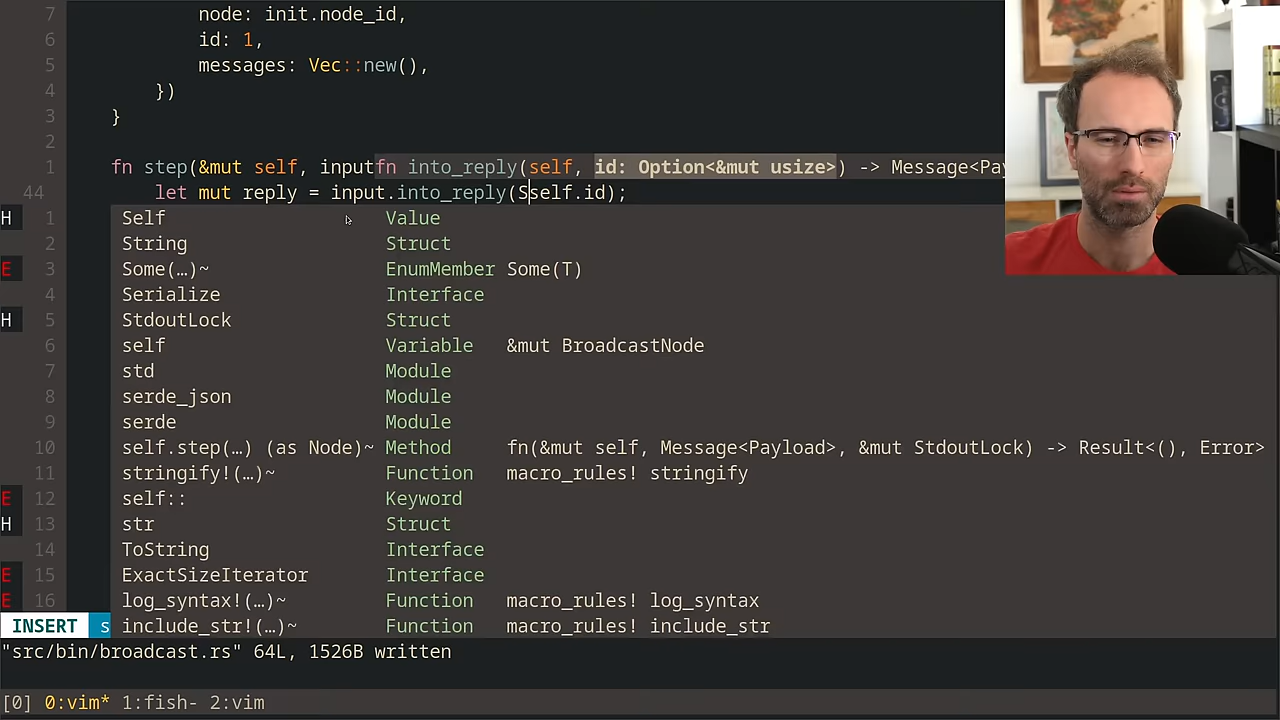 7 node: init.node_id,
6 id: 1,
5 messages: Vec::new(),
4 })
3 }
2
1 fn step(&mut self, inputfn into_reply(self, id: Option<&mut usize>) -> Message<Pay
44 let mut reply = input.into_reply(Sself.id);
H 1 Self Value
2 String Struct
E 3 Some(…)~ EnumMember Some(T)
4 Serialize Interface
H 5 StdoutLock Struct
6 self Variable &mut BroadcastNode
7 std Module
8 serde_json Module
9 serde Module
10 self.step(…) (as Node)~ Method fn(&mut self, Message<Payload>, &mut StdoutLock) -> Result<(), Error>
11 stringify!(…)~ Function macro_rules! stringify
E 12 self:: Keyword
H 13 str Struct
14 ToString Interface
E 15 ExactSizeIterator Interface
E 16 log_syntax!(…)~ Function macro_rules! log_syntax
INSERT s include_str!(…)~ Function macro_rules! include_str
"src/bin/broadcast.rs" 64L, 1526B written
[0] 0:vim* 1:fish- 2:vim